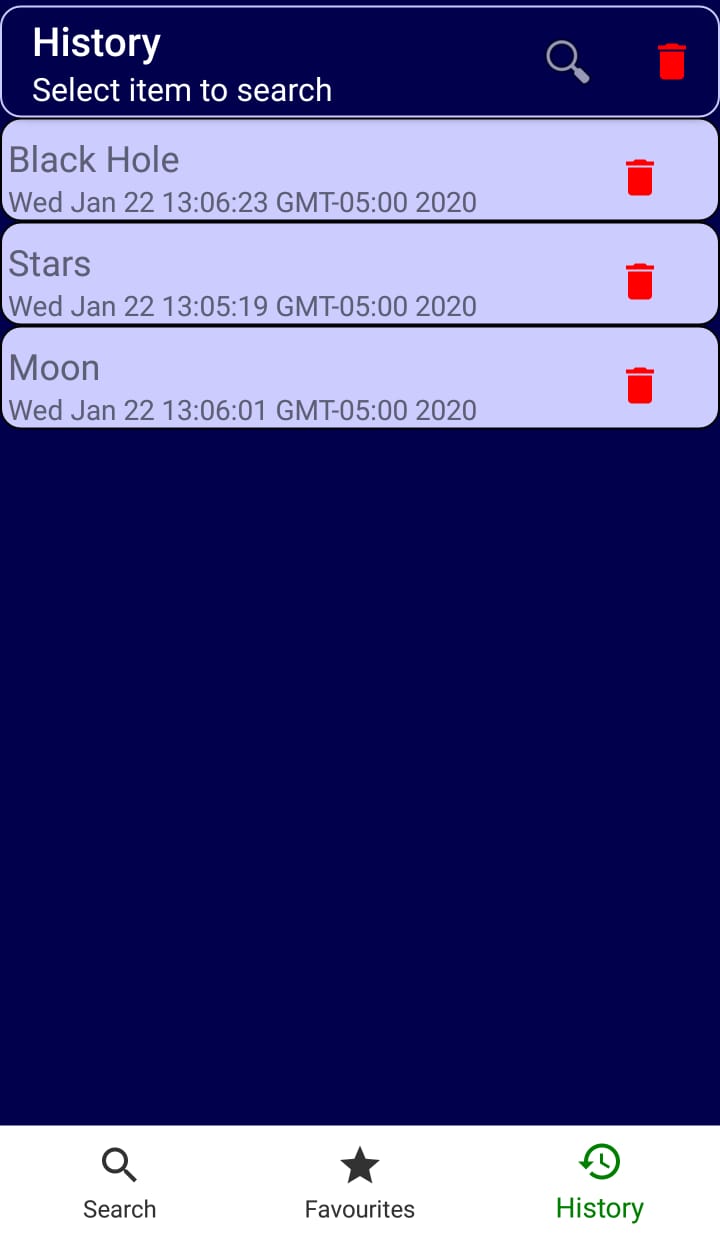 History
Select item to search
Black Hole
Wed Jan 22 13:06:23 GMT-05:00 2020
Stars
Wed Jan 22 13:05:19 GMT-05:00 2020
Moon
Wed Jan 22 13:06:01 GMT-05:00 2020
Search
Favourites
History